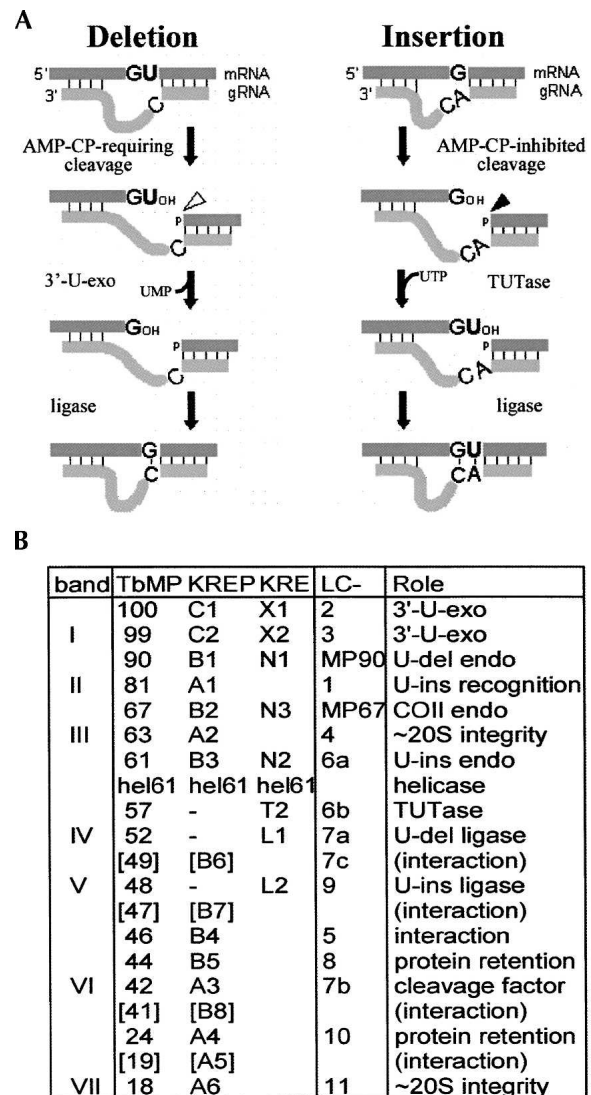 A
Deletion Insertion
5' GU mRNA G mRNA
3' C gRNA CA gRNA
AMP-CP-requiring cleavage AMP-CP-inhibited cleavage
GUOH P C GOH P CA
3'-U-exo UMP UTP TUTase
GOH P C GUOH P CA
ligase ligase
G GU
C CA
B
band TbMP KREP KRE LC- Role
100 C1 X1 2 3'-U-exo
I 99 C2 X2 3 3'-U-exo
90 B1 N1 MP90 U-del endo
II 81 A1 1 U-ins recognition
67 B2 N3 MP67 COII endo
III 63 A2 4 ~20S integrity
61 B3 N2 6a U-ins endo
hel61 hel61 hel61 helicase
57 - T2 6b TUTase
IV 52 - L1 7a U-del ligase
[49] [B6] 7c (interaction)
V 48 - L2 9 U-ins ligase
[47] [B7] (interaction)
46 B4 5 interaction
44 B5 8 protein retention
VI 42 A3 7b cleavage factor
[41] [B8] (interaction)
24 A4 10 protein retention
[19] [A5] (interaction)
VII 18 A6 11 ~20S integrity